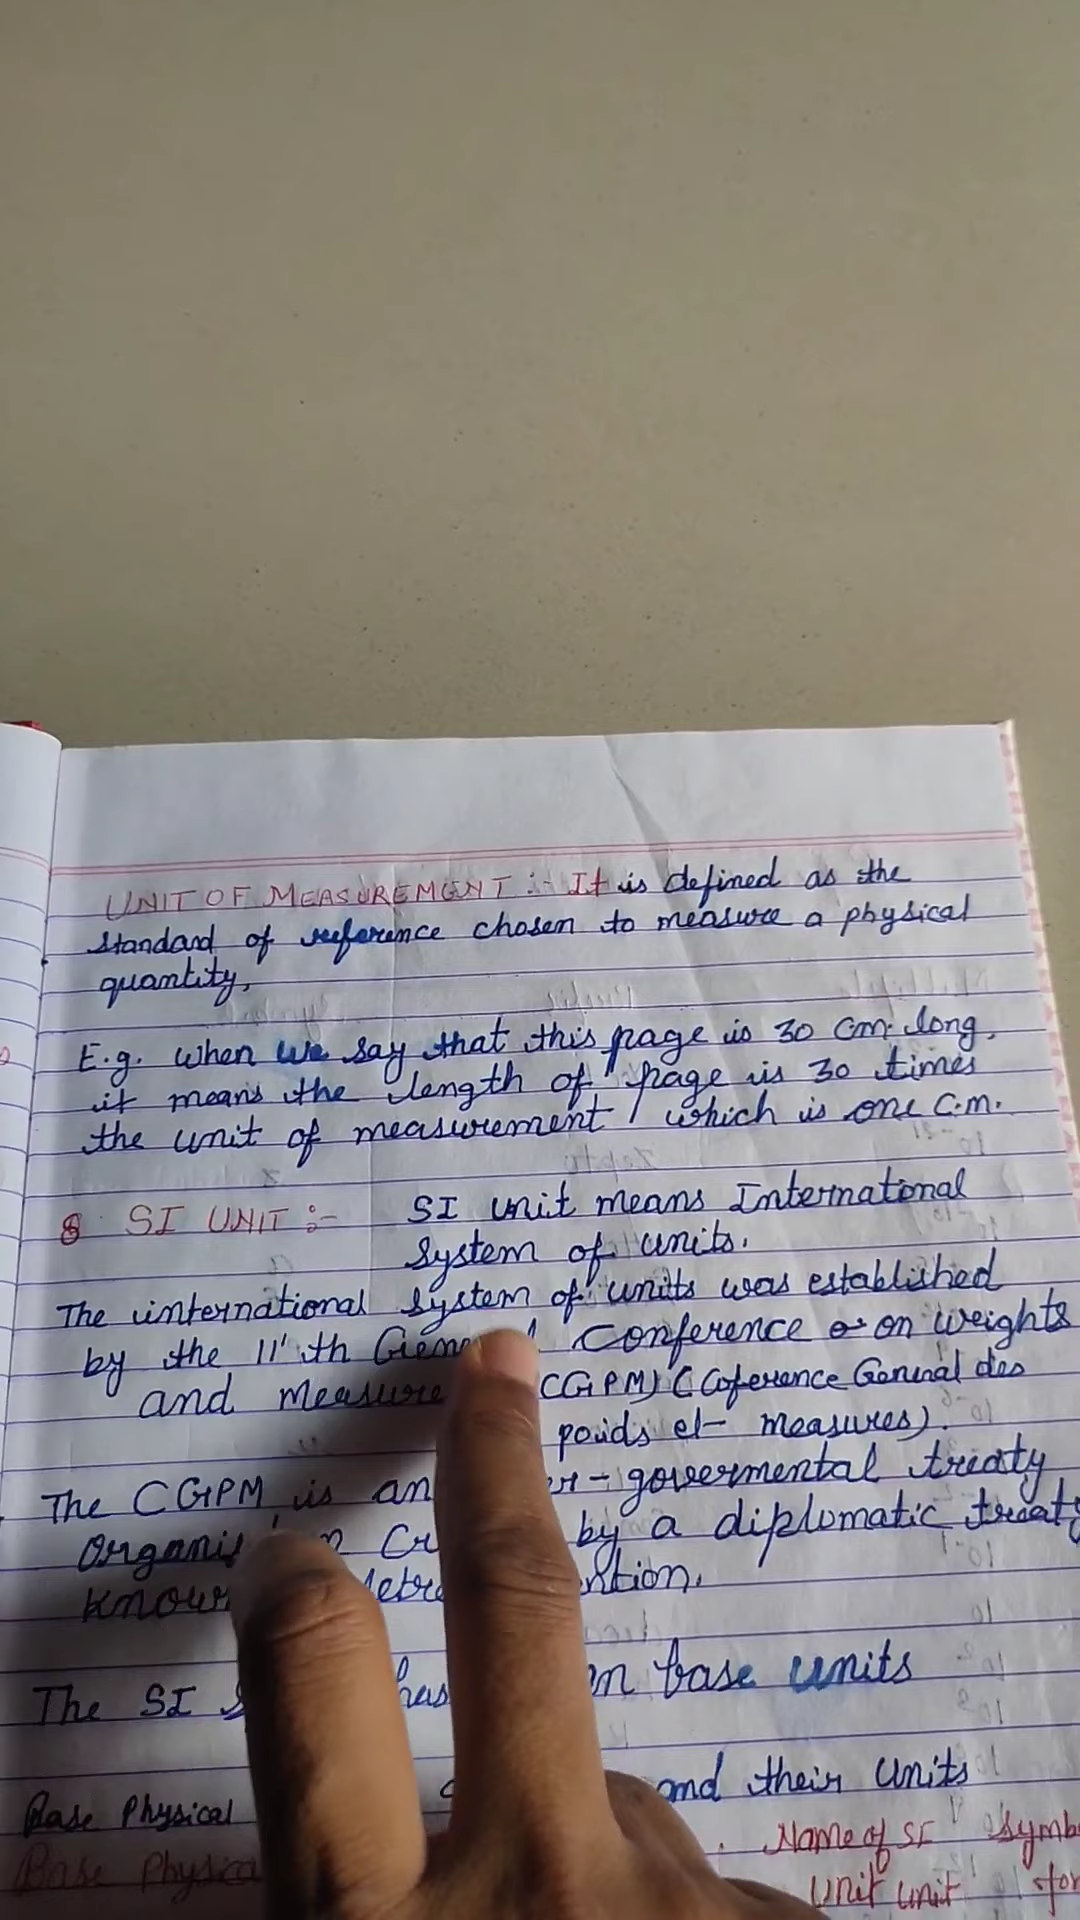 UNIT OF MEASUREMENT :- It is defined as the
standard of reference chosen to measure a physical
quantity.
E.g. when we say that this page is 30 cm. long,
it means the length of page is 30 times
the unit of measurement which is one c.m.
SI UNIT :- SI unit means International
System of units.
The international system of units was established
by the 11'th Conference on weights
and measure (CGPM) (Coference General des
poids et- measures).
The CGPM is an govermental treaty
by a diplomatic treaty
The SI has base units
Base Physical and their units
Base Name of SI
Unit unit for